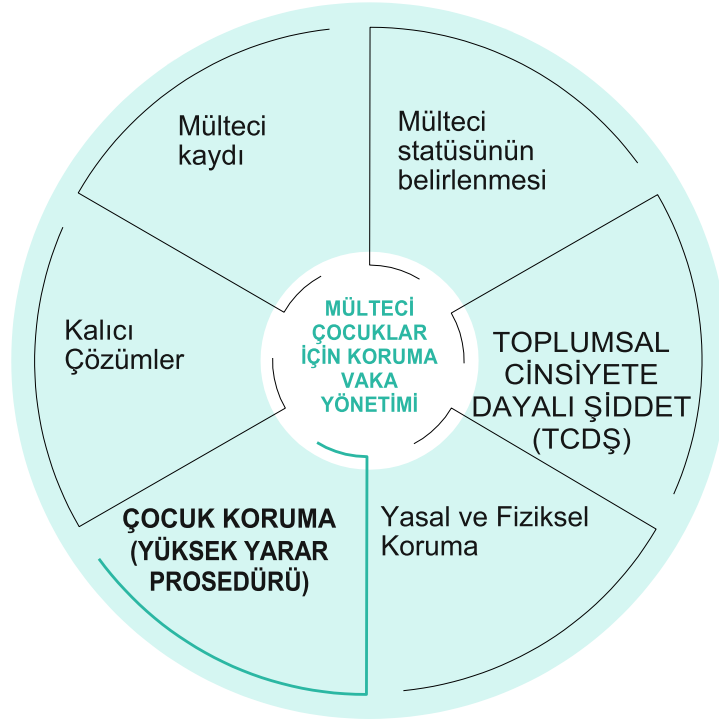 Mülteci
kaydı
Mülteci
statüsünün
belirlenmesi
MÜLTECİ
ÇOCUKLAR
İÇİN KORUMA
VAKA
YÖNETİMİ
Kalıcı
Çözümler
TOPLUMSAL
CİNSİYETE
DAYALI ŞİDDET
(TCDŞ)
ÇOCUK KORUMA
(YÜKSEK YARAR
PROSEDÜRÜ)
Yasal ve Fiziksel
Koruma